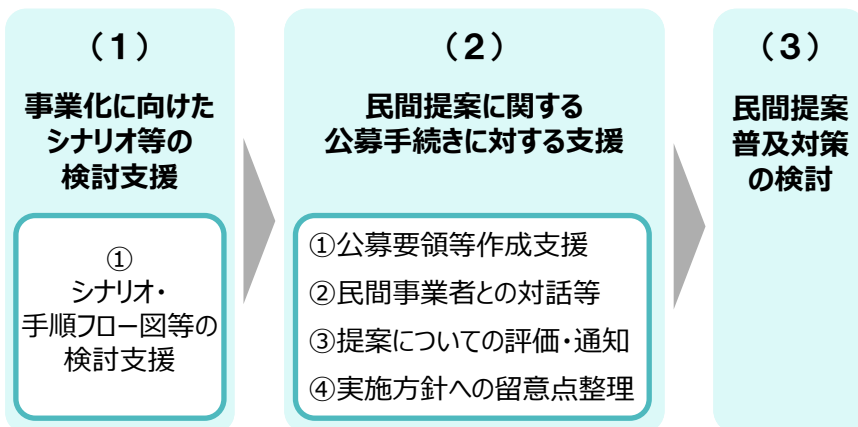 （１）
事業化に向けた
シナリオ等の
検討支援
①
シナリオ・
手順フロー図等の
検討支援
（２）
民間提案に関する
公募手続きに対する支援
①公募要領等作成支援
②民間事業者との対話等
③提案についての評価・通知
④実施方針への留意点整理
（３）
民間提案
普及対策
の検討